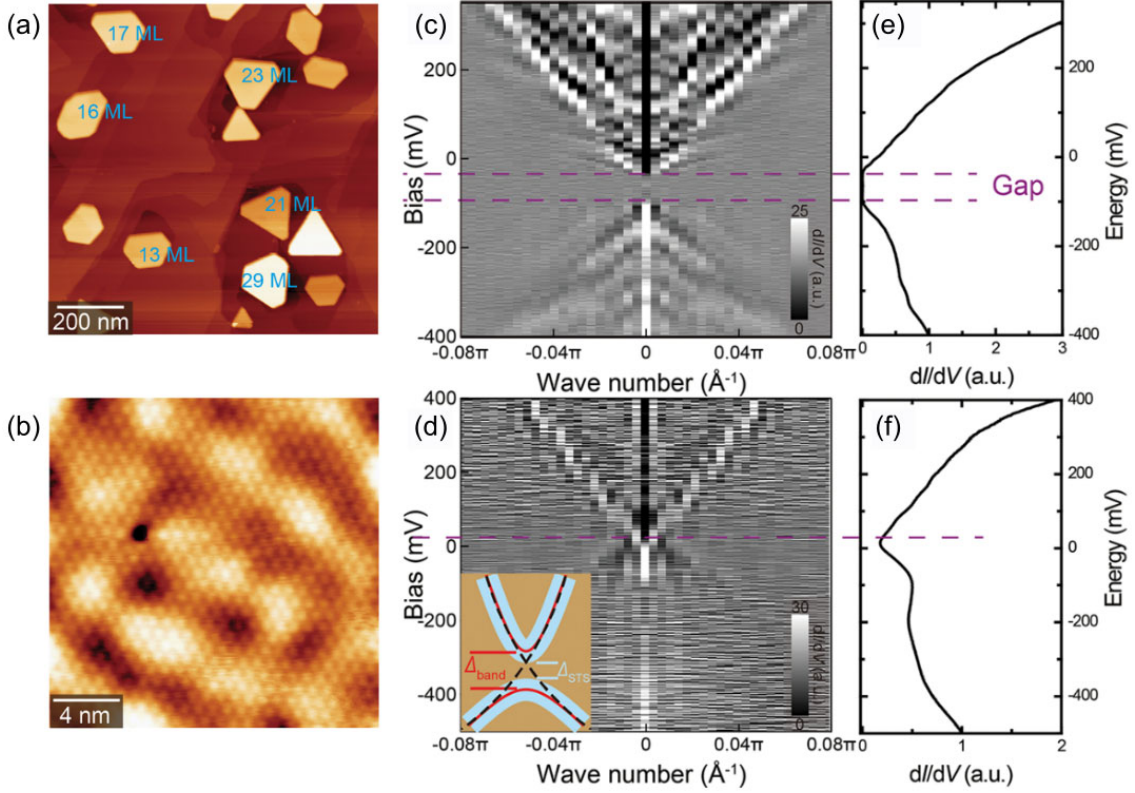 (a)
17 ML
23 ML
16 ML
21 ML
13 ML
29 ML
200 nm
(b)
4 nm
(c)
Bias (mV)
200
0
-200
-400
25
dI/dV (a.u.)
0
-0.08π
-0.04π
0
0.04π
0.08π
Wave number (Å⁻¹)
Gap
(e)
200
0
-200
-400
Energy (mV)
0
1
2
3
dI/dV (a.u.)
(d)
Bias (mV)
400
200
0
-200
-400
Δband
ΔSTS
30
dI/dV (a.u.)
0
-0.08π
-0.04π
0
0.04π
0.08π
Wave number (Å⁻¹)
(f)
400
200
0
-200
-400
Energy (mV)
0
1
2
dI/dV (a.u.)